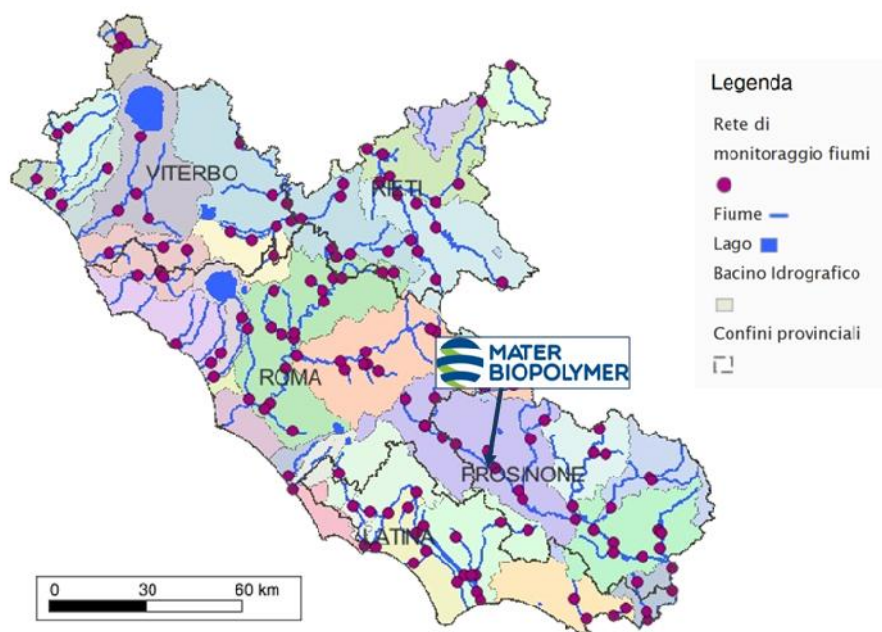 VITERBO
RIETI
ROMA
MATER
BIOPOLYMER
FROSINONE
LATINA
0 30 60 km
Legenda
Rete di
monitoraggio fiumi
Fiume
Lago
Bacino Idrografico
Confini provinciali